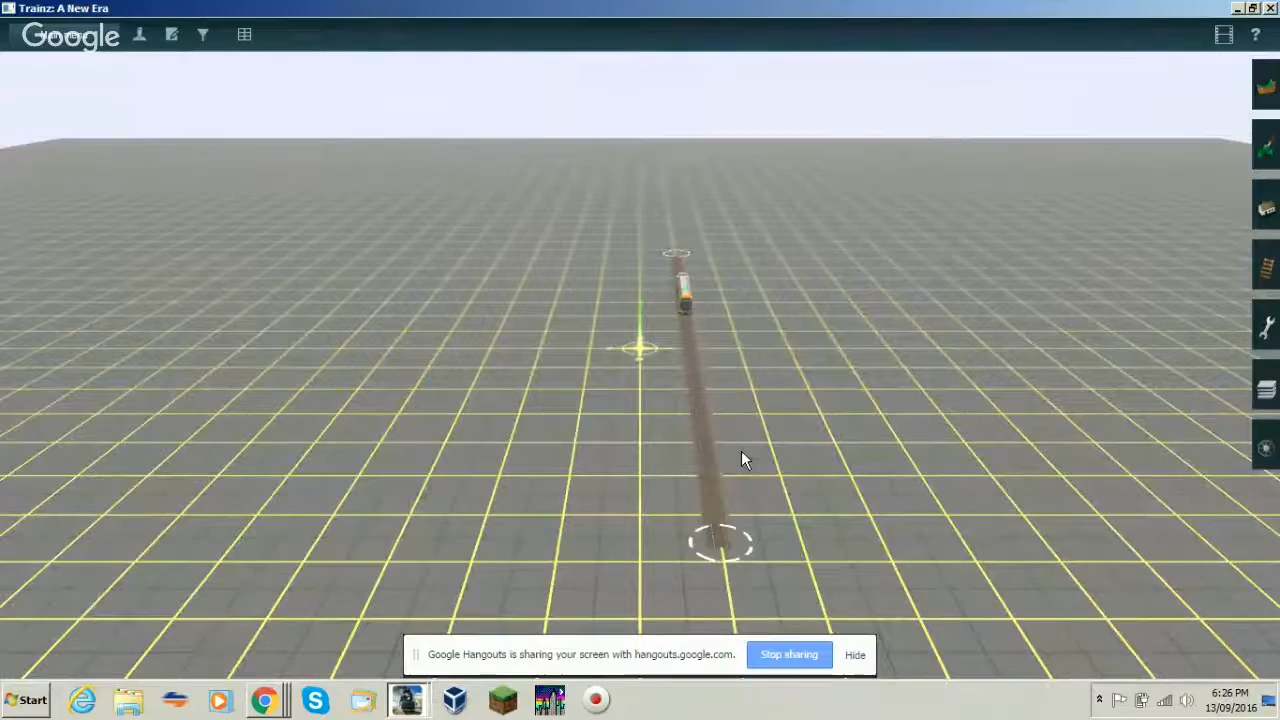 Trainz: A New Era
Google
?
Google Hangouts is sharing your screen with hangouts.google.com.
Stop sharing
Hide
Start
6:26 PM
13/09/2016